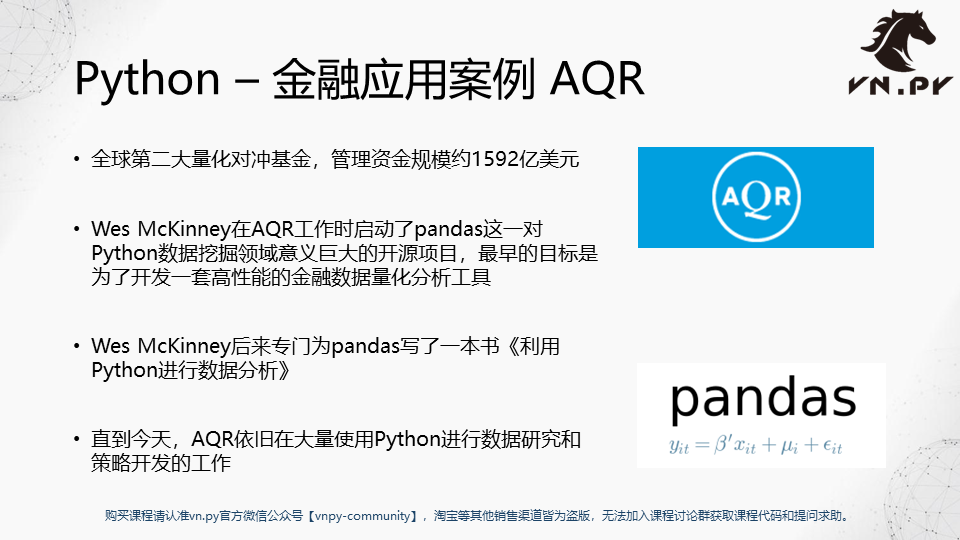 Python – 金融应用案例 AQR
VN.PY
• 全球第二大量化对冲基金，管理资金规模约1592亿美元
AQR
• Wes McKinney在AQR工作时启动了pandas这一对
Python数据挖掘领域意义巨大的开源项目，最早的目标是
为了开发一套高性能的金融数据量化分析工具
• Wes McKinney后来专门为pandas写了一本书《利用
Python进行数据分析》
pandas
y_{it} = β′x_{it} + μ_i + ϵ_{it}
• 直到今天，AQR依旧在大量使用Python进行数据研究和
策略开发的工作
购买课程请认准vn.py官方微信公众号【vnpy-community】，淘宝等其他销售渠道皆为盗版，无法加入课程讨论群获取课程代码和提问求助。